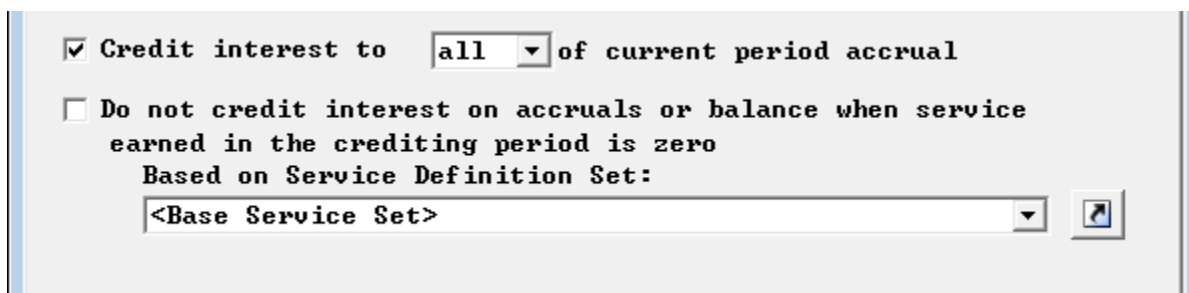 Credit interest to all of current period accrual
Do not credit interest on accruals or balance when service
earned in the crediting period is zero
Based on Service Definition Set:
<Base Service Set>